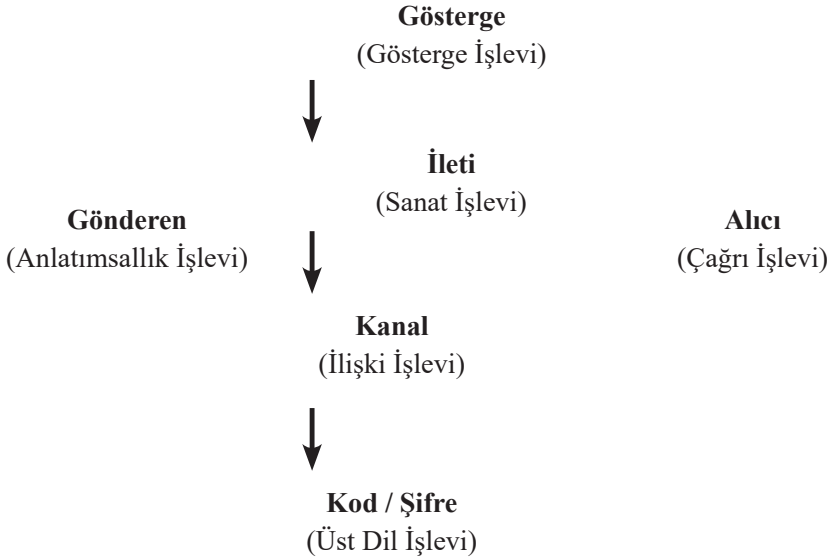 Gösterge
(Gösterge İşlevi)
İleti
(Sanat İşlevi)
Gönderen
(Anlatımsallık İşlevi)
Alıcı
(Çağrı İşlevi)
Kanal
(İlişki İşlevi)
Kod / Şifre
(Üst Dil İşlevi)